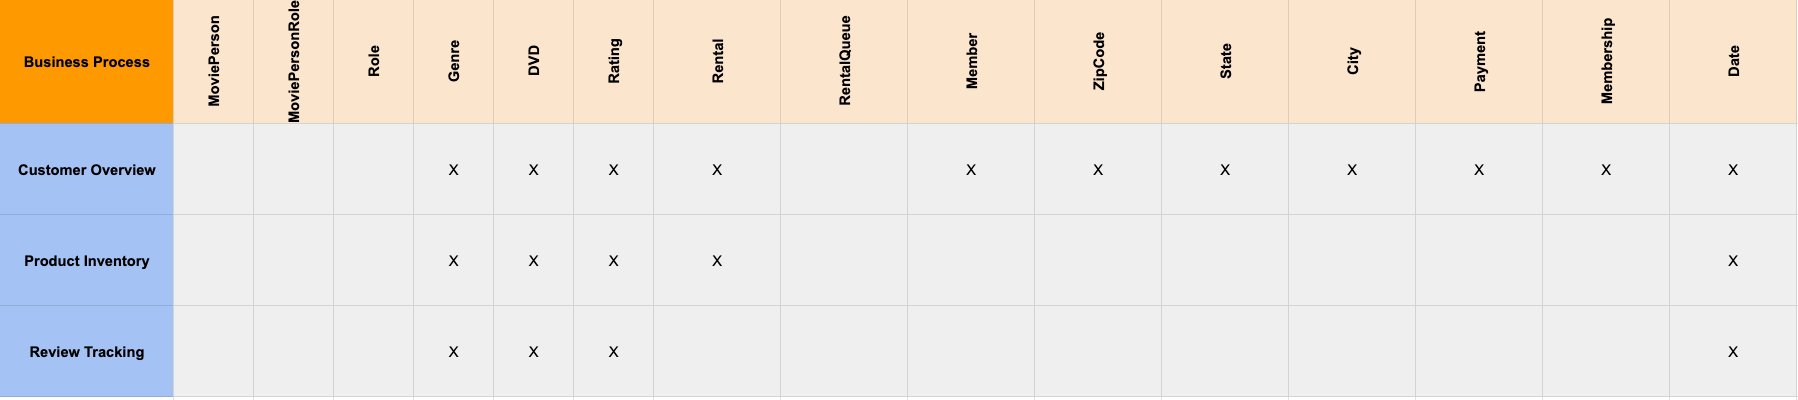 Business Process MoviePerson MoviePersonRole Role Genre DVD Rating Rental RentalQueue Member ZipCode State City Payment Membership Date
Customer Overview X X X X X X X X X X X
Product Inventory X X X X X
Review Tracking X X X X